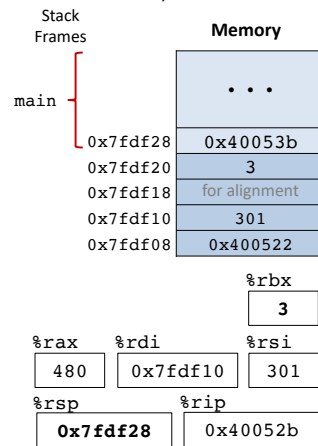 Stack
Frames
Memory
• • •
main
0x7fdf28 0x40053b
0x7fdf20 3
0x7fdf18 for alignment
0x7fdf10 301
0x7fdf08 0x400522
%rbx
3
%rax %rdi %rsi
480 0x7fdf10 301
%rsp %rip
0x7fdf28 0x40052b